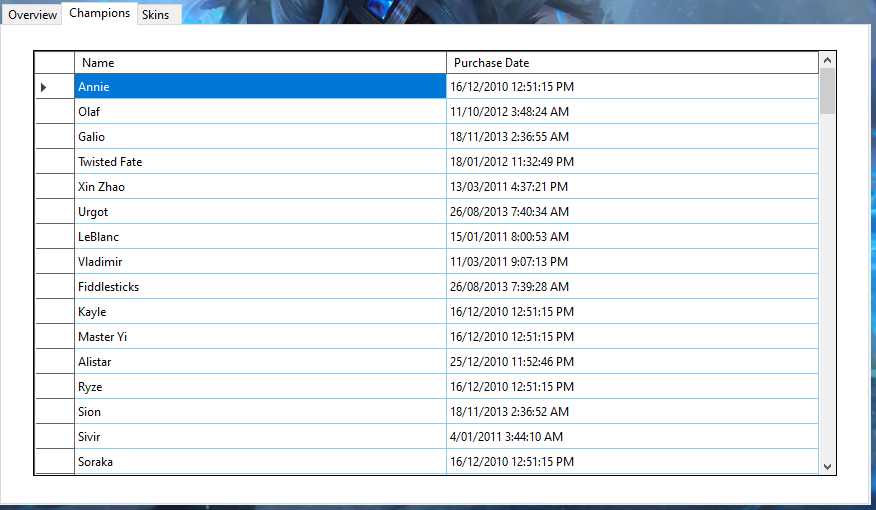 Overview Champions Skins
Name Purchase Date
Annie 16/12/2010 12:51:15 PM
Olaf 11/10/2012 3:48:24 AM
Galio 18/11/2013 2:36:55 AM
Twisted Fate 18/01/2012 11:32:49 PM
Xin Zhao 13/03/2011 4:37:21 PM
Urgot 26/08/2013 7:40:34 AM
LeBlanc 15/01/2011 8:00:53 AM
Vladimir 11/03/2011 9:07:13 PM
Fiddlesticks 26/08/2013 7:39:28 AM
Kayle 16/12/2010 12:51:15 PM
Master Yi 16/12/2010 12:51:15 PM
Alistar 25/12/2010 11:52:46 PM
Ryze 16/12/2010 12:51:15 PM
Sion 18/11/2013 2:36:52 AM
Sivir 4/01/2011 3:44:10 AM
Soraka 16/12/2010 12:51:15 PM